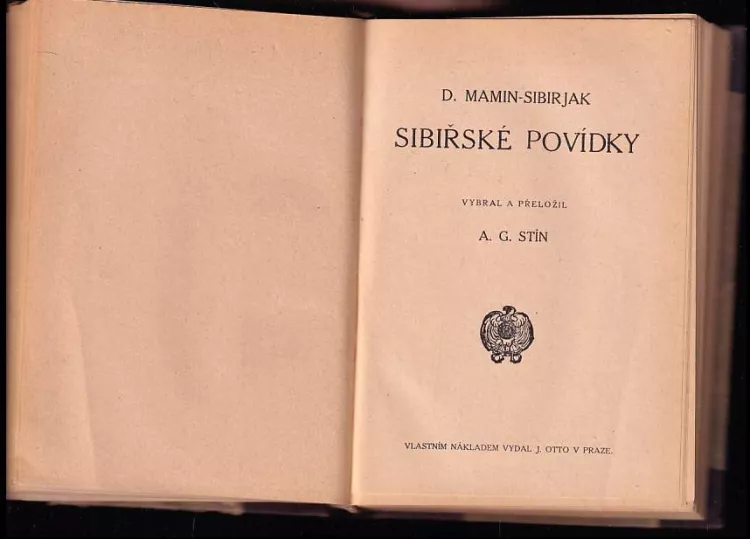 D. MAMIN-SIBIRJAK
SIBIŘSKÉ POVÍDKY
VYBRAL A PŘELOŽIL
A. G. STÍN
VLASTNÍM NÁKLADEM VYDAL J. OTTO V PRAZE.